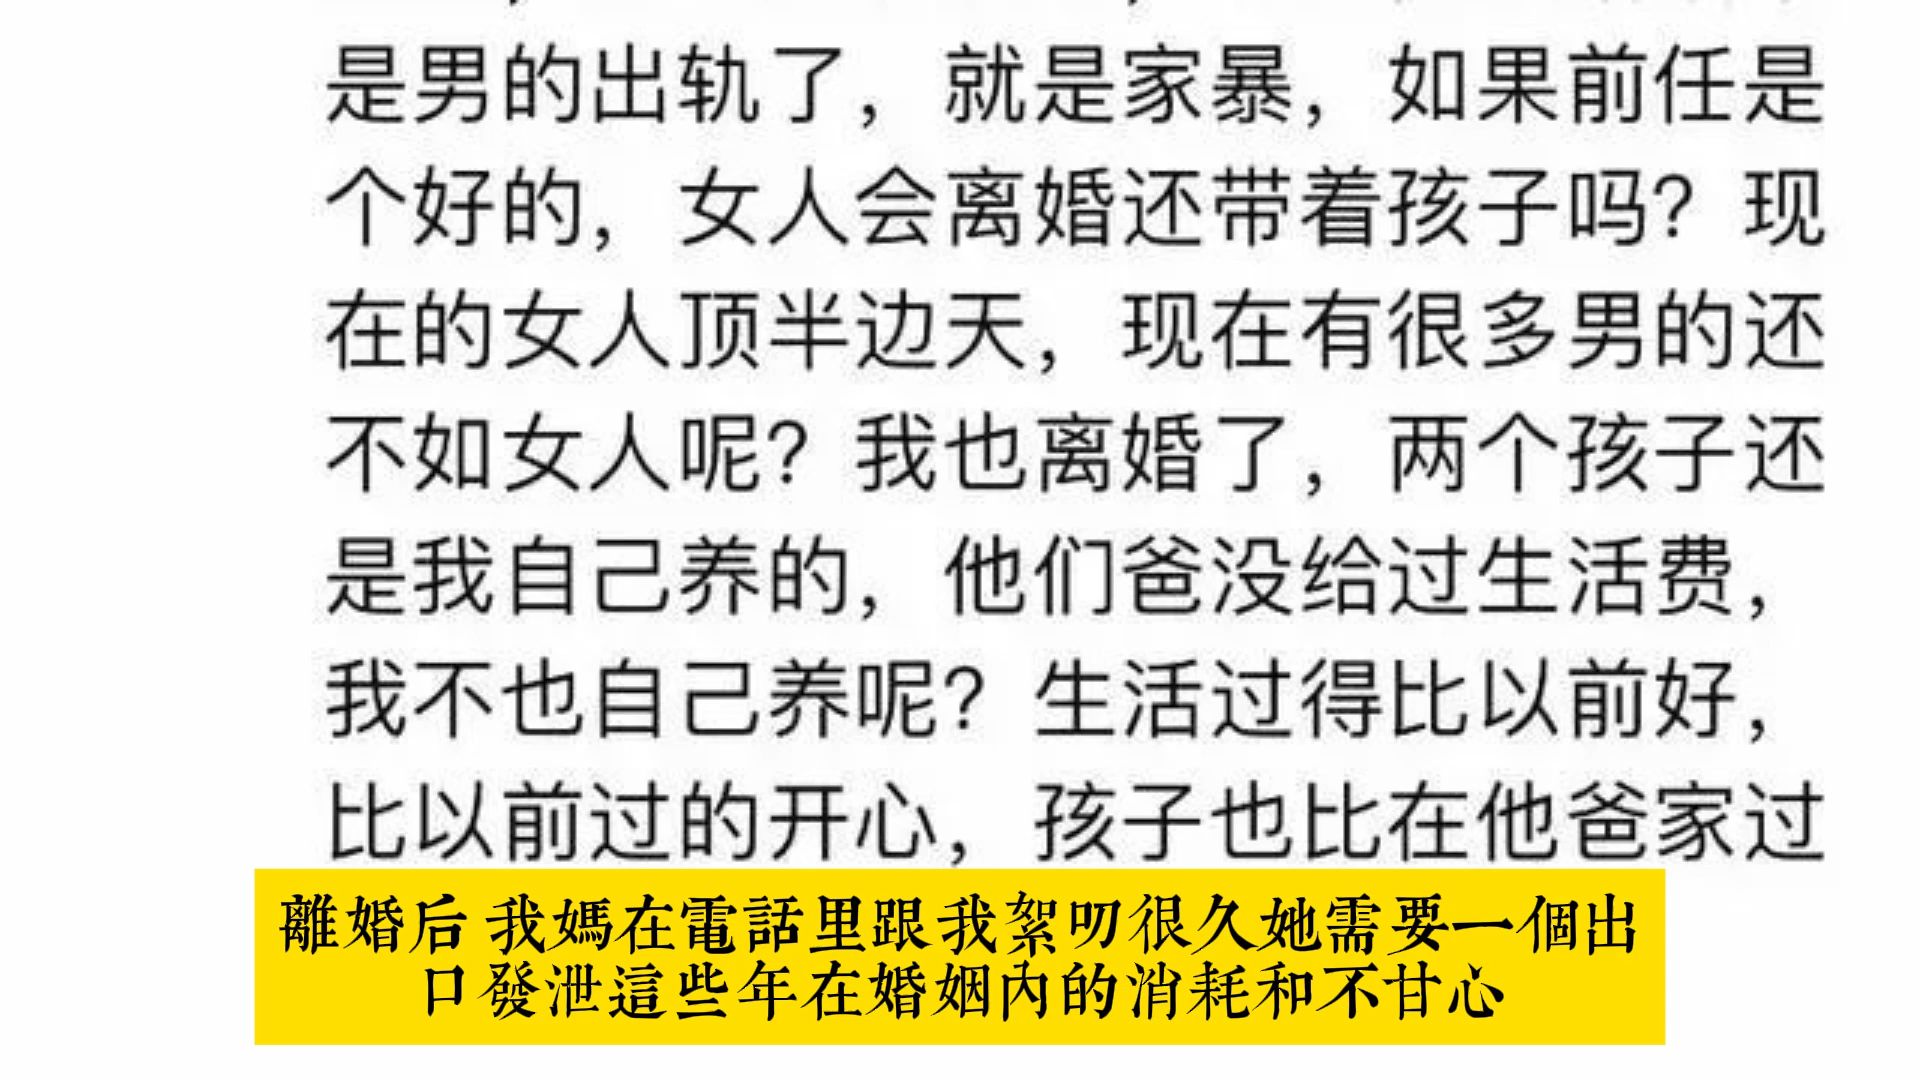 是男的出轨了，就是家暴，如果前任是
个好的，女人会离婚还带着孩子吗？现
在的女人顶半边天，现在有很多男的还
不如女人呢？我也离婚了，两个孩子还
是我自己养的，他们爸没给过生活费，
我不也自己养呢？生活过得比以前好，
比以前过的开心，孩子也比在他爸家过
離婚后 我媽在電話里跟我絮叨很久她需要一個出
口發泄這些年在婚姻內的消耗和不甘心